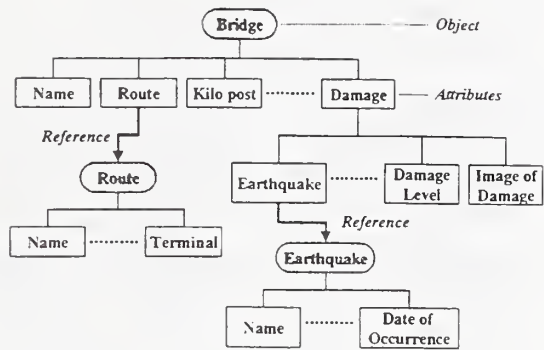 Bridge
Object
Name Route Kilo post Damage Attributes
Reference
Route
Earthquake Damage Level Image of Damage
Name Terminal
Reference
Earthquake
Name Date of Occurrence